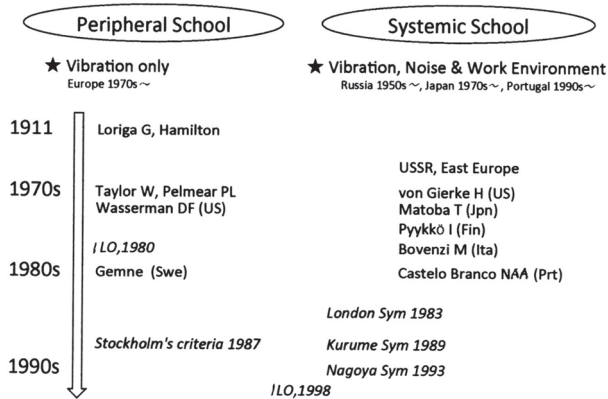 Peripheral School
Systemic School
★ Vibration only
Europe 1970s～
★ Vibration, Noise & Work Environment
Russia 1950s～, Japan 1970s～, Portugal 1990s～
1911
Loriga G, Hamilton
USSR, East Europe
1970s
Taylor W, Pelmear PL
von Gierke H (US)
Wasserman DF (US)
Matoba T (Jpn)
Pyykkö I (Fin)
ILO,1980
Bovenzi M (Ita)
1980s
Gemne (Swe)
Castelo Branco NAA (Prt)
London Sym 1983
Stockholm's criteria 1987
Kurume Sym 1989
1990s
Nagoya Sym 1993
ILO,1998